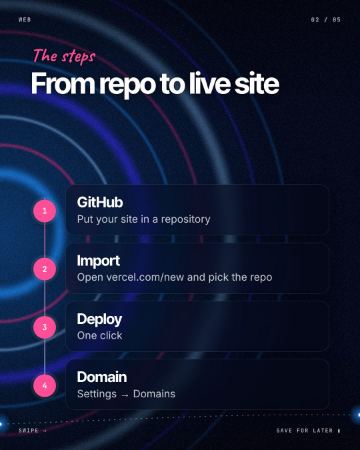 WEB
02 / 05
The steps
From repo to live site
1
GitHub
Put your site in a repository
2
Import
Open vercel.com/new and pick the repo
3
Deploy
One click
4
Domain
Settings → Domains
SWIPE →
SAVE FOR LATER